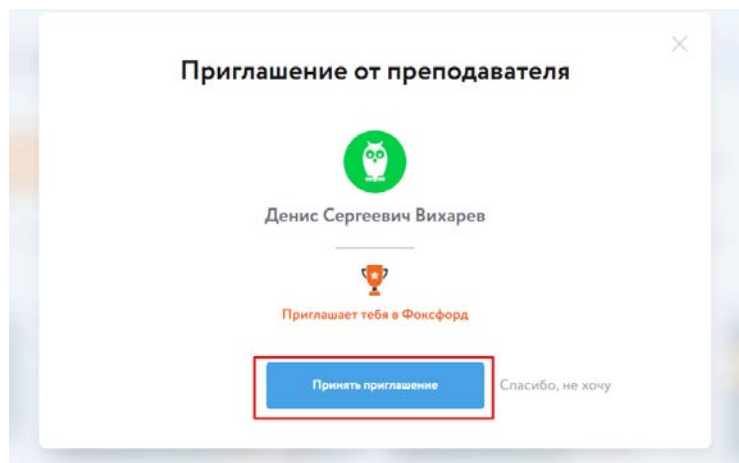 Приглашение от преподавателя
Денис Сергеевич Вихарев
Приглашает тебя в Фоксфорд
Принять приглашение
Спасибо, не хочу